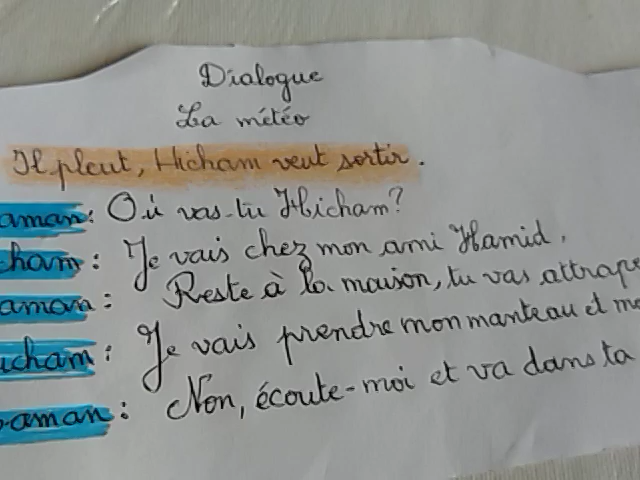 Dialogue
La météo
Il pleut, Hicham veut sortir.
aman: Où vas-tu Hicham?
cham: Je vais chez mon ami Hamid.
aman: Reste à la maison, tu vas attrape
icham: Je vais prendre mon manteau et mo
aman: Non, écoute-moi et va dans ta